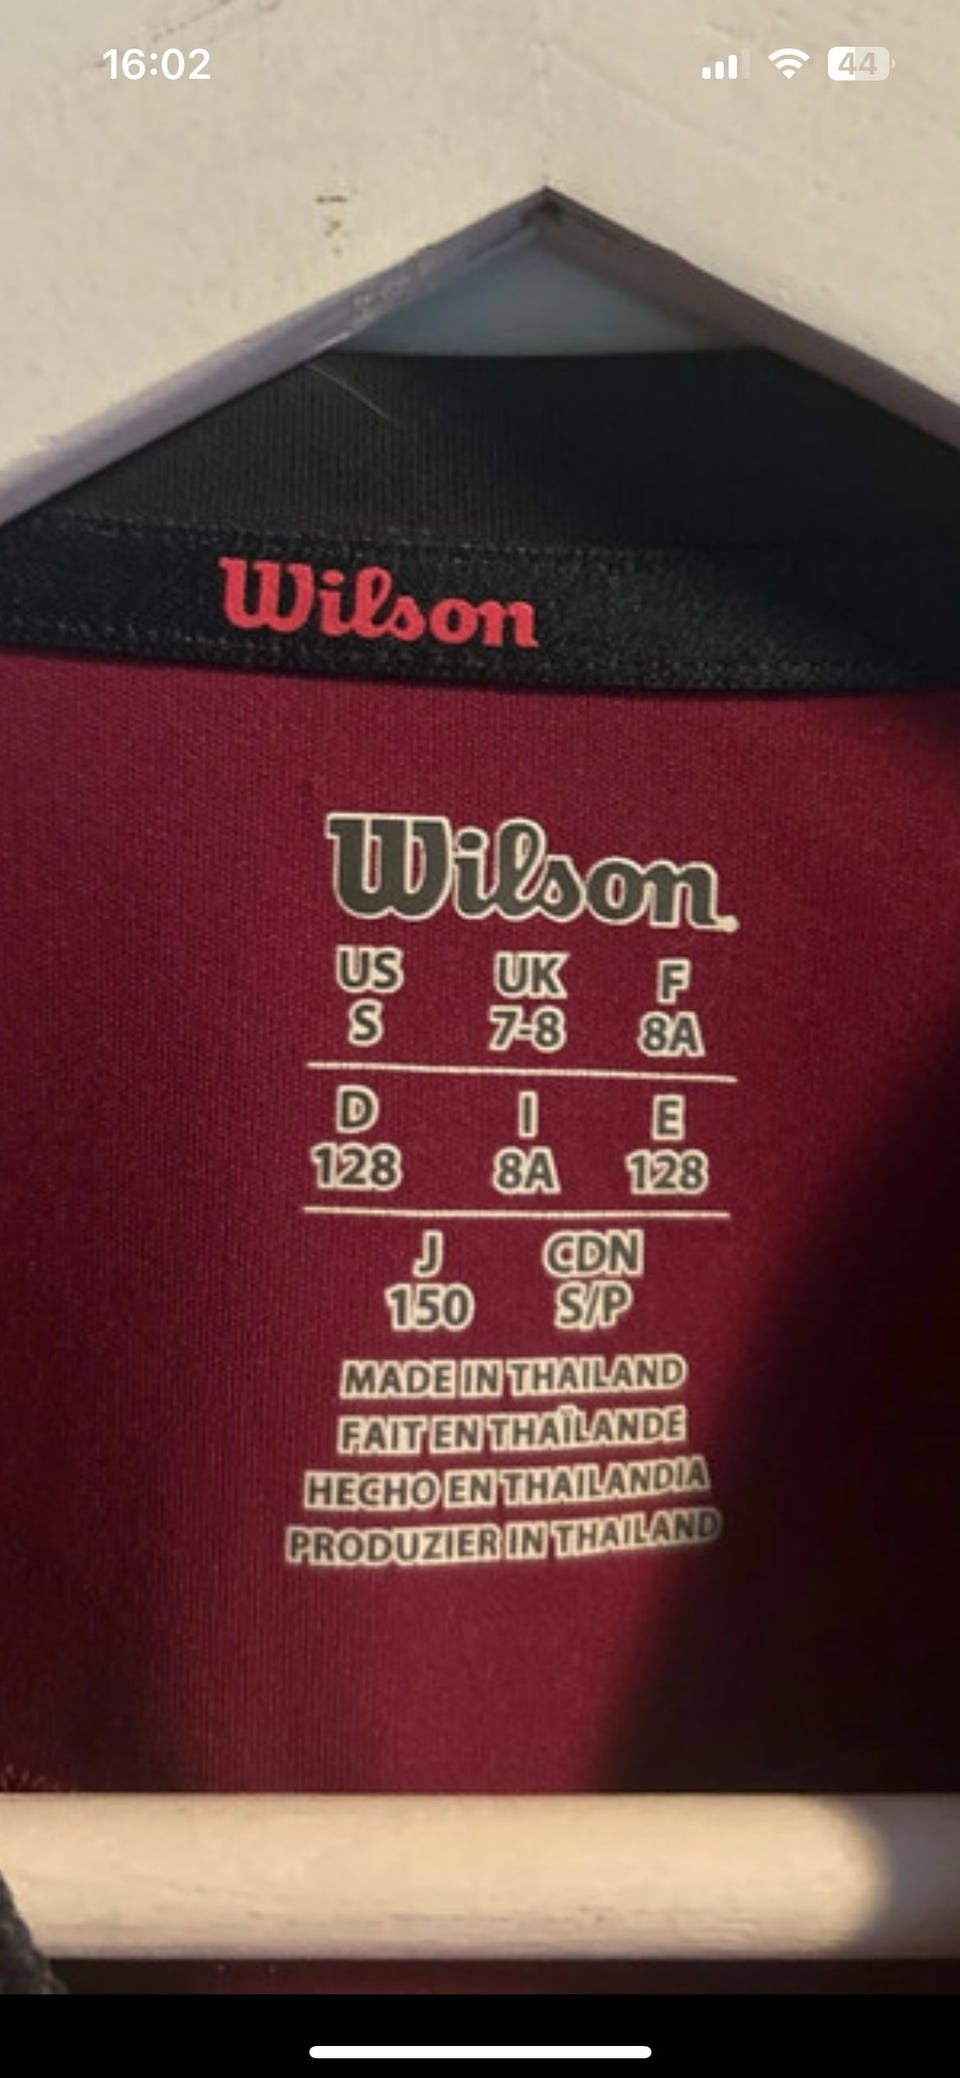 16:02
44
Wilson
Wilson.
US UK F
S 7-8 8A
D I E
128 8A 128
J CDN
150 S/P
MADE IN THAILAND
FAIT EN THAÏLANDE
HECHO EN THAILANDIA
PRODUZIER IN THAILAND